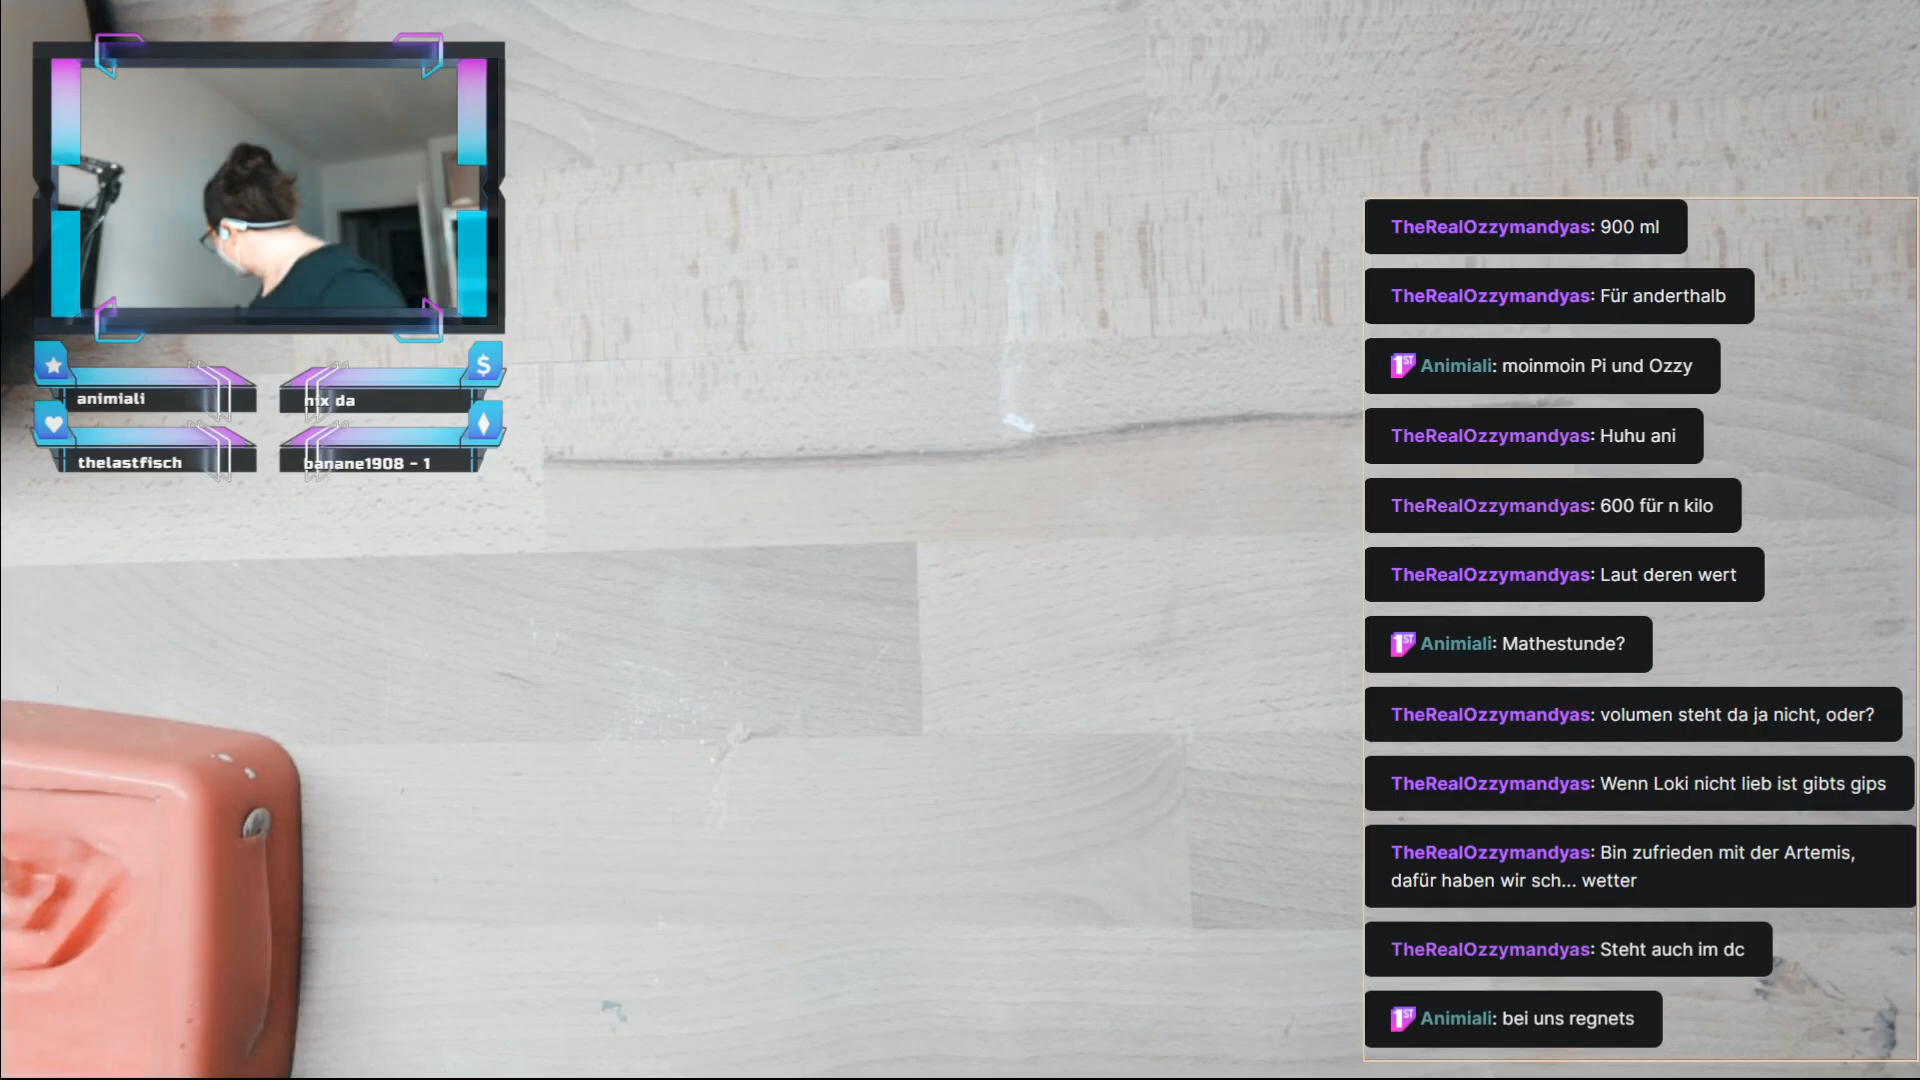 animiali
nix da
thelastfisch
banane1908 - 1
TheRealOzzymandyas: 900 ml
TheRealOzzymandyas: Für anderthalb
1ST Animiali: moinmoin Pi und Ozzy
TheRealOzzymandyas: Huhu ani
TheRealOzzymandyas: 600 für n kilo
TheRealOzzymandyas: Laut deren wert
1ST Animiali: Mathestunde?
TheRealOzzymandyas: volumen steht da ja nicht, oder?
TheRealOzzymandyas: Wenn Loki nicht lieb ist gibts gips
TheRealOzzymandyas: Bin zufrieden mit der Artemis,
dafür haben wir sch... wetter
TheRealOzzymandyas: Steht auch im dc
1ST Animiali: bei uns regnets